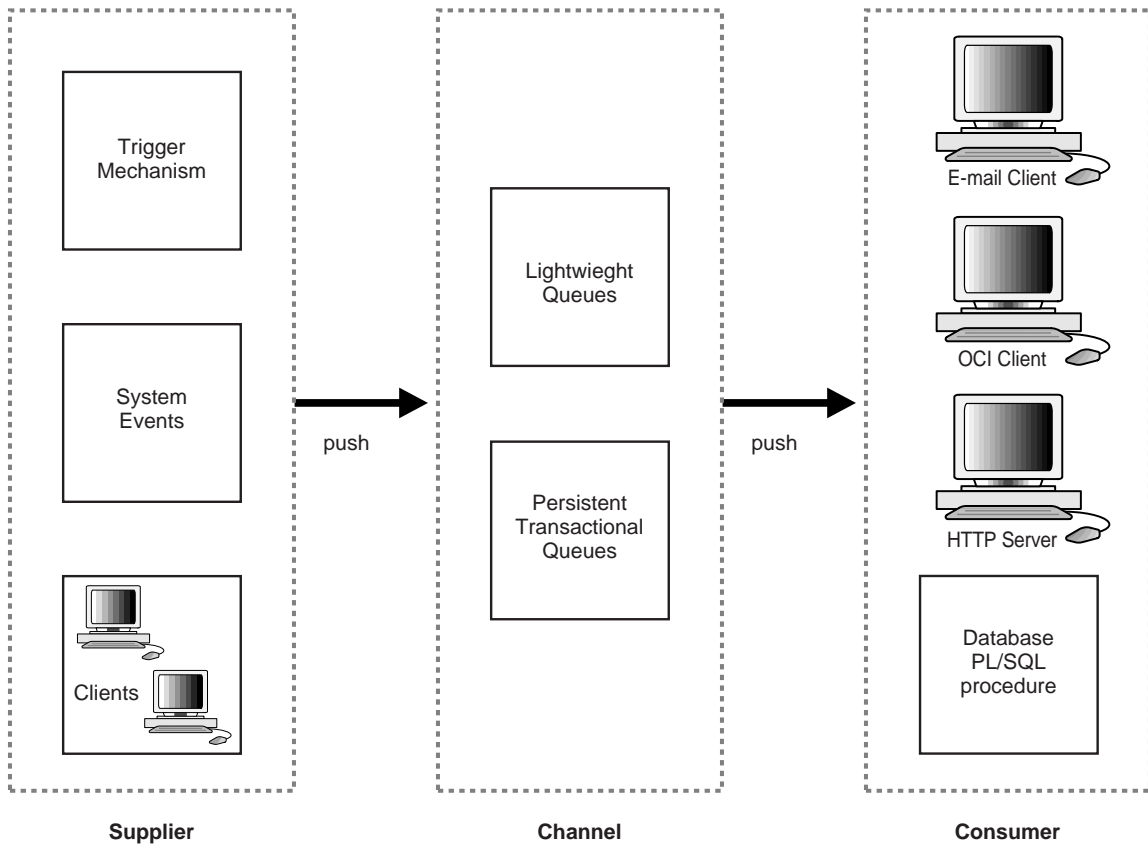 Trigger
Mechanism
System
Events
Clients
Supplier
push
Lightwieght
Queues
Persistent
Transactional
Queues
Channel
push
E-mail Client
OCI Client
HTTP Server
Database
PL/SQL
procedure
Consumer